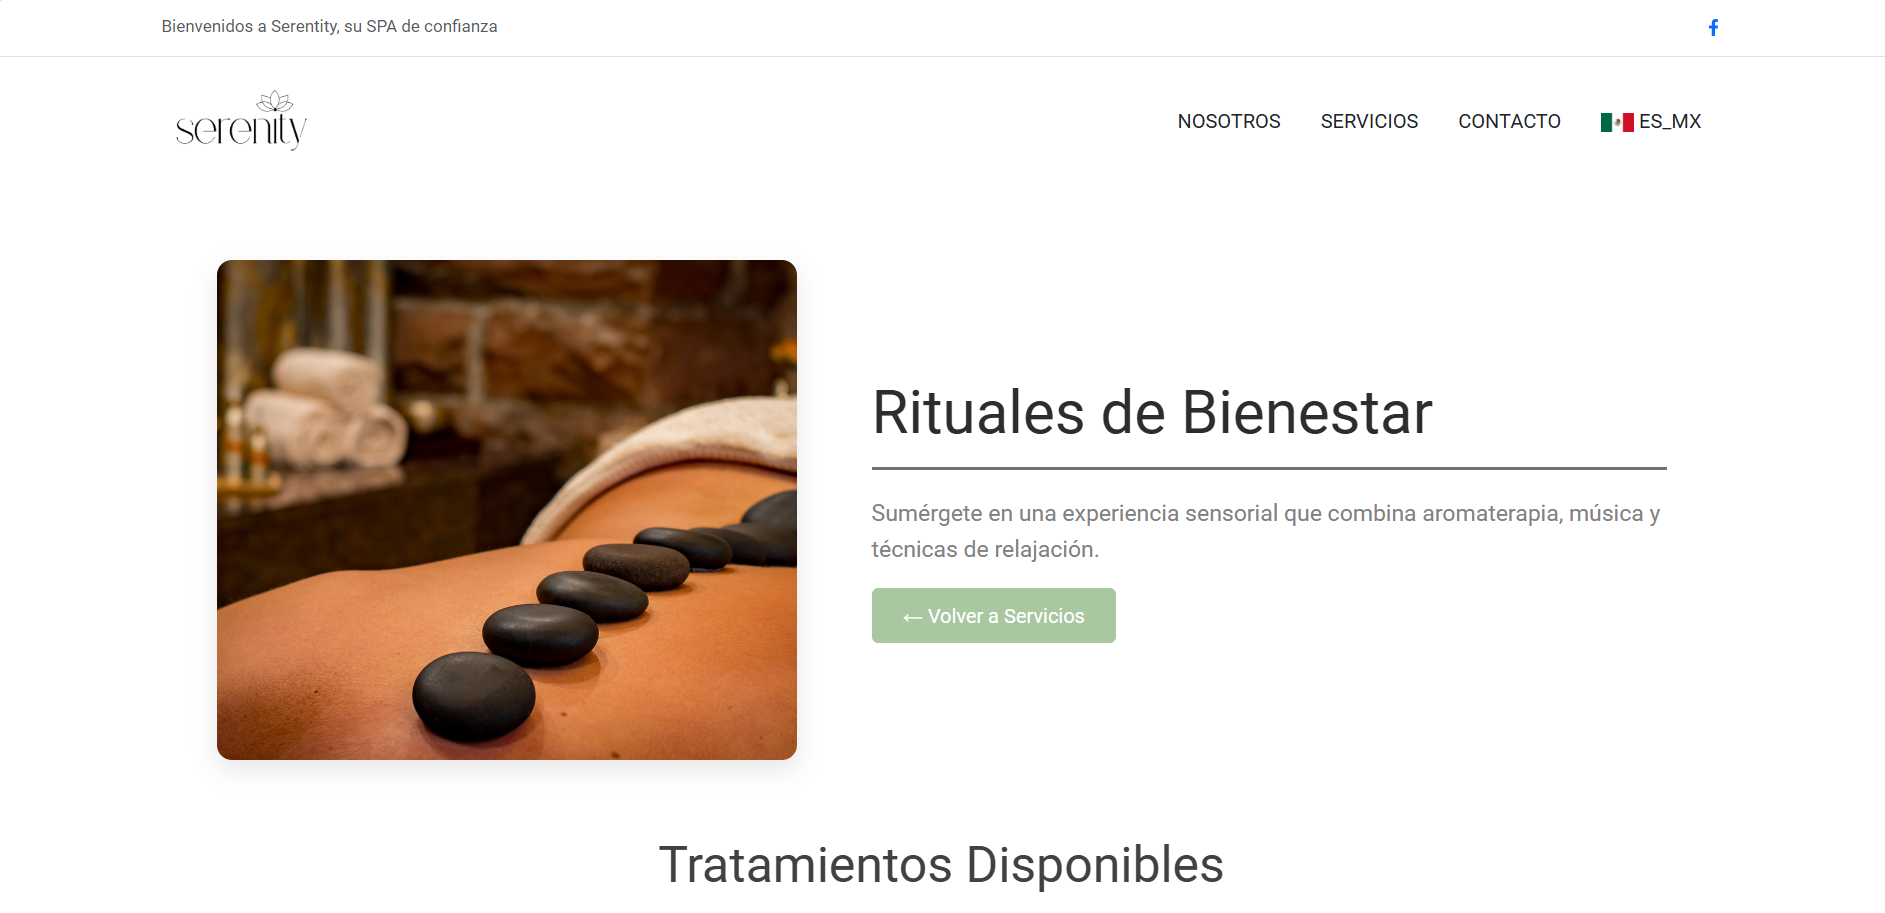 Bienvenidos a Serentity, su SPA de confianza
serenity
NOSOTROS SERVICIOS CONTACTO ES_MX
Rituales de Bienestar
Sumérgete en una experiencia sensorial que combina aromaterapia, música y
técnicas de relajación.
← Volver a Servicios
Tratamientos Disponibles